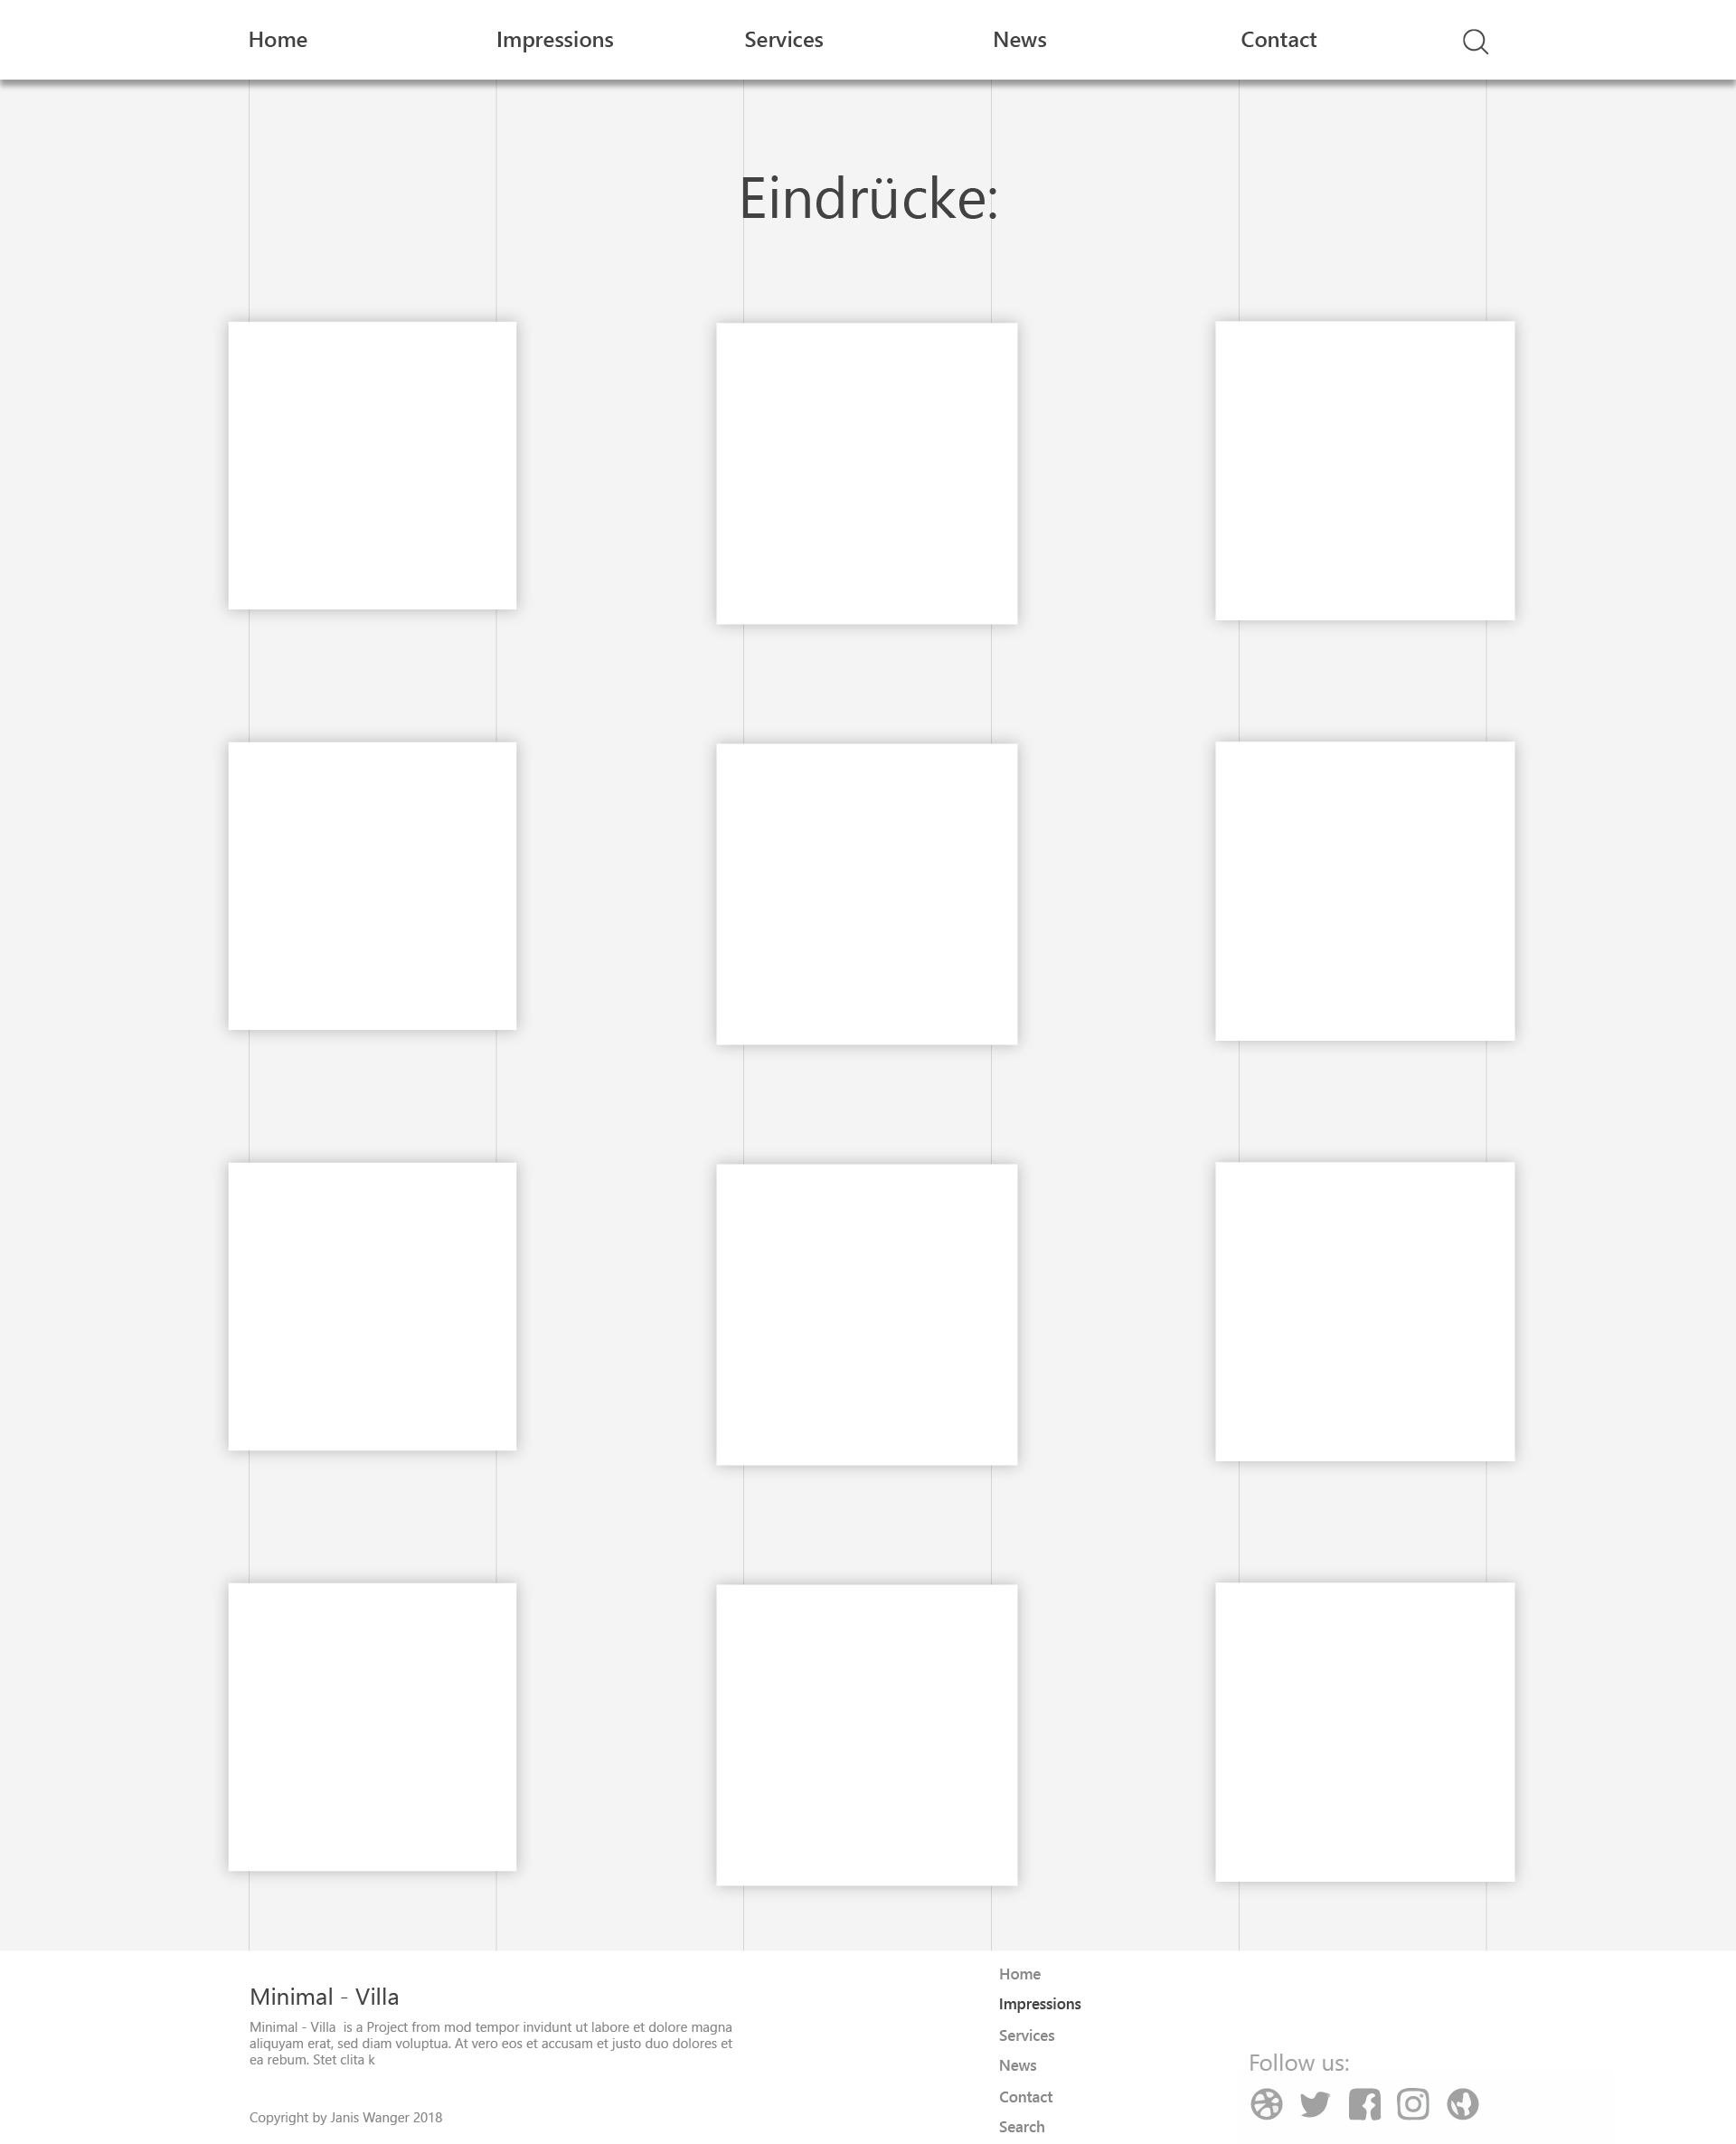 Home
Impressions
Services
News
Contact
Eindrücke:
Minimal - Villa
Minimal - Villa  is a Project from mod tempor invidunt ut labore et dolore magna
aliquyam erat, sed diam voluptua. At vero eos et accusam et justo duo dolores et
ea rebum. Stet clita k
Copyright by Janis Wanger 2018
Home
Impressions
Services
News
Contact
Search
Follow us: